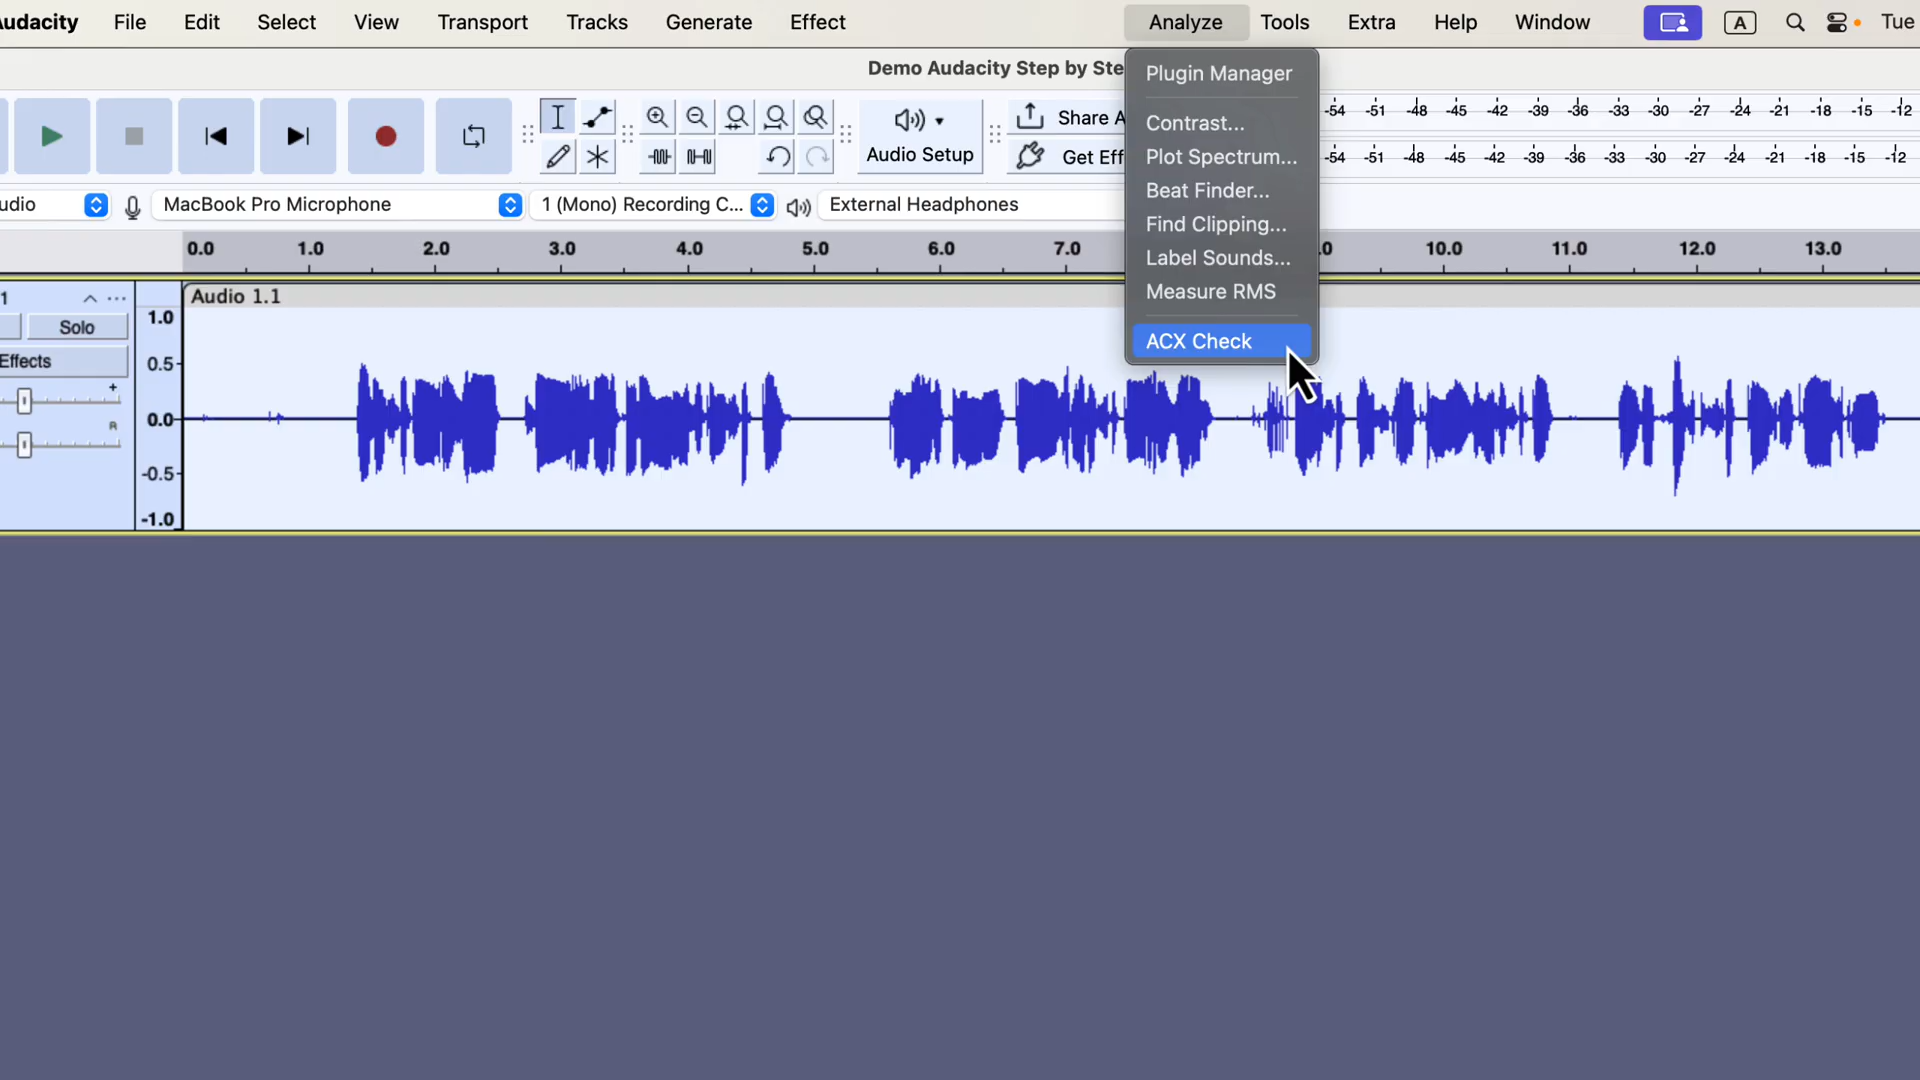 Audacity File Edit Select View Transport Tracks Generate Effect Analyze Tools Extra Help Window A Tue
Demo Audacity Step by Ste
Plugin Manager
Contrast...
Plot Spectrum...
Beat Finder...
Find Clipping...
Label Sounds...
Measure RMS
ACX Check
Share A
Audio Setup
Get Eff
-54 -51 -48 -45 -42 -39 -36 -33 -30 -27 -24 -21 -18 -15 -12
-54 -51 -48 -45 -42 -39 -36 -33 -30 -27 -24 -21 -18 -15 -12
udio MacBook Pro Microphone 1 (Mono) Recording C... External Headphones
0.0 1.0 2.0 3.0 4.0 5.0 6.0 7.0 .0 10.0 11.0 12.0 13.0
1 Audio 1.1
Solo
Effects
+
R
1.0
0.5
0.0
-0.5
-1.0